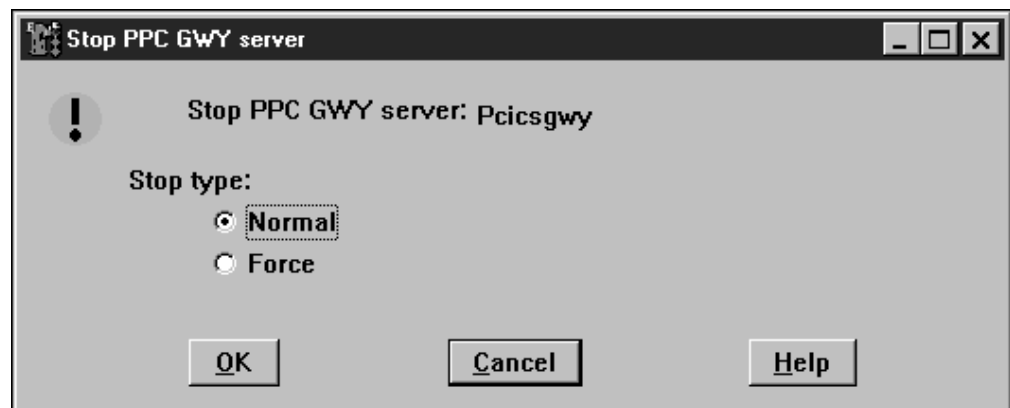 Stop PPC GWY server
Stop PPC GWY server: Pcicsgwy
Stop type:
Normal
Force
OK Cancel Help